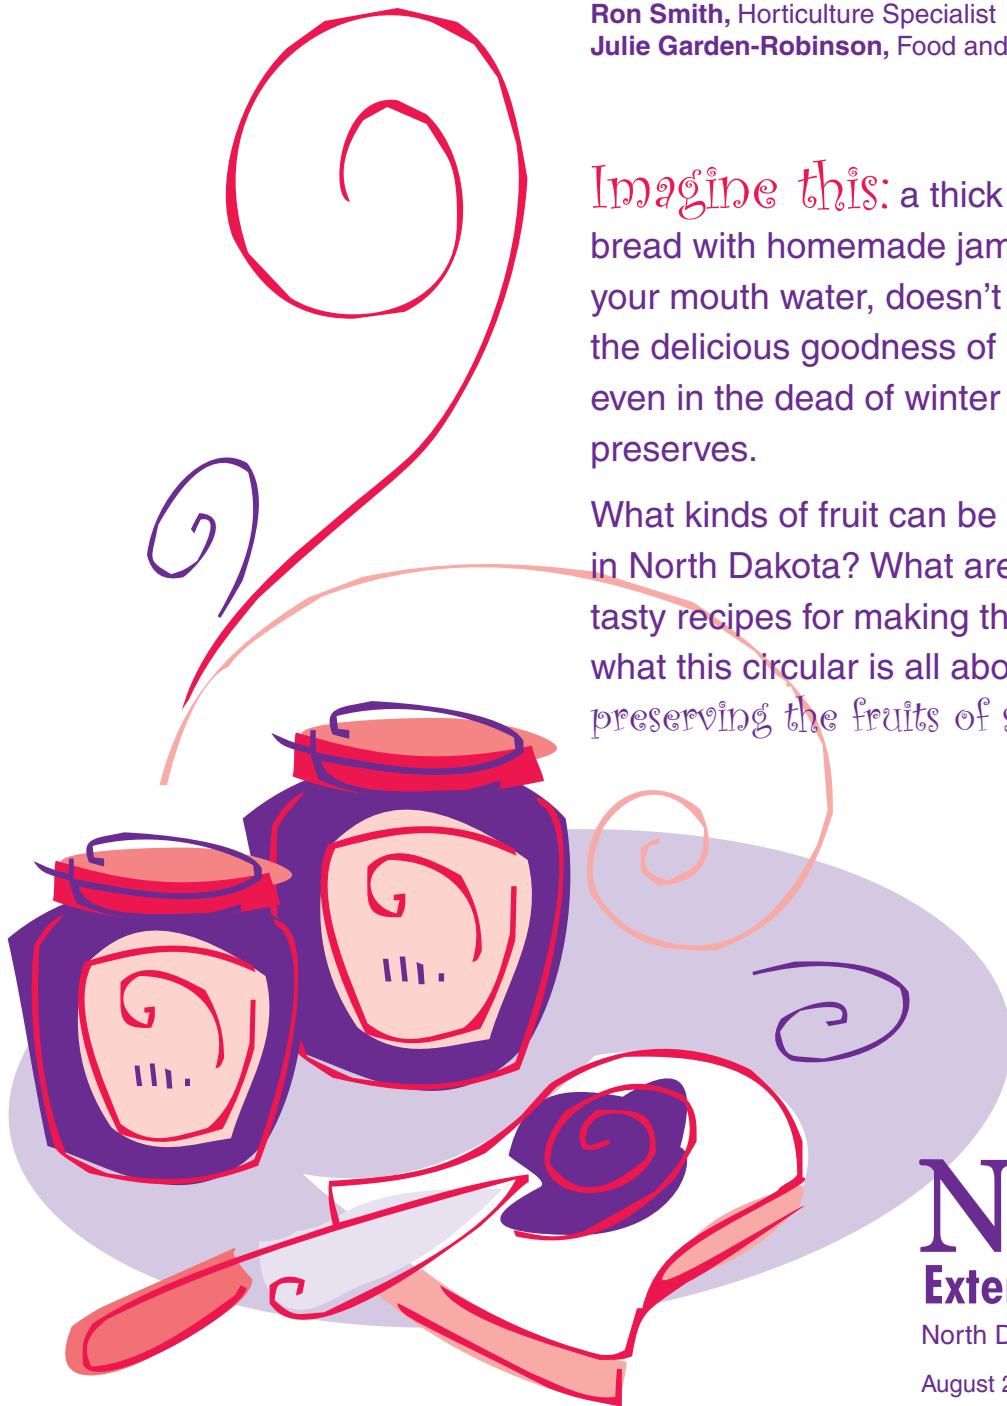 Ron Smith, Horticulture Specialist
Julie Garden-Robinson, Food and
Imagine this: a thick
bread with homemade jam
your mouth water, doesn’t
the delicious goodness of
even in the dead of winter
preserves.
What kinds of fruit can be
in North Dakota? What are
tasty recipes for making th
what this circular is all abo
preserving the fruits of s
N
Exte
North D
August 2